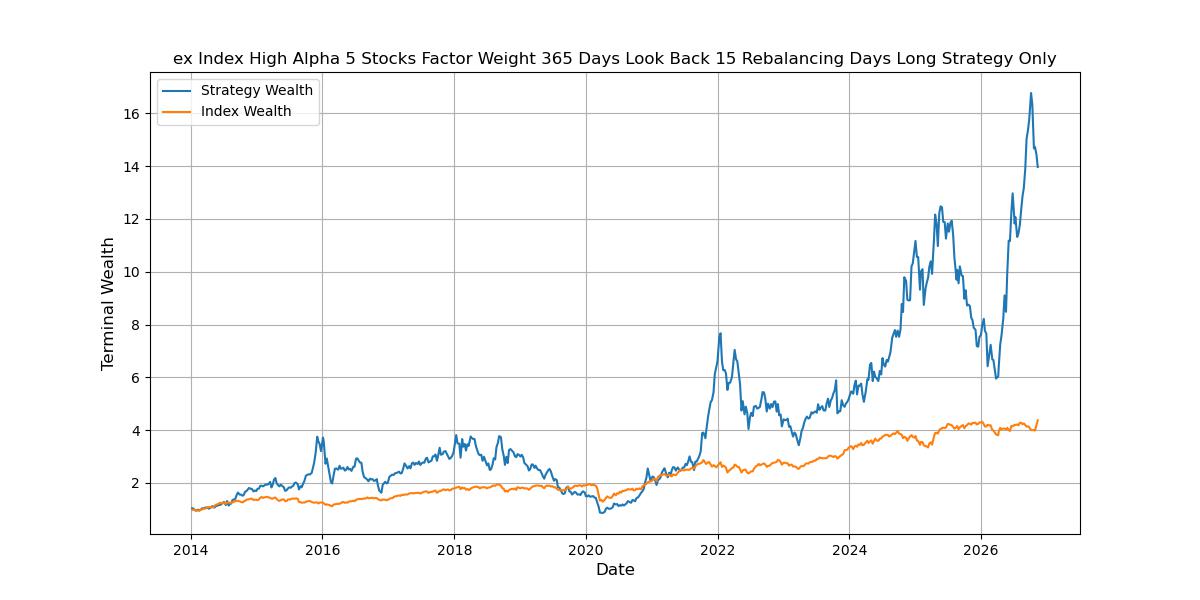 ex Index High Alpha 5 Stocks Factor Weight 365 Days Look Back 15 Rebalancing Days Long Strategy Only
Strategy Wealth
Index Wealth
Terminal Wealth
16
14
12
10
8
6
4
2
2014 2016 2018 2020 2022 2024 2026
Date